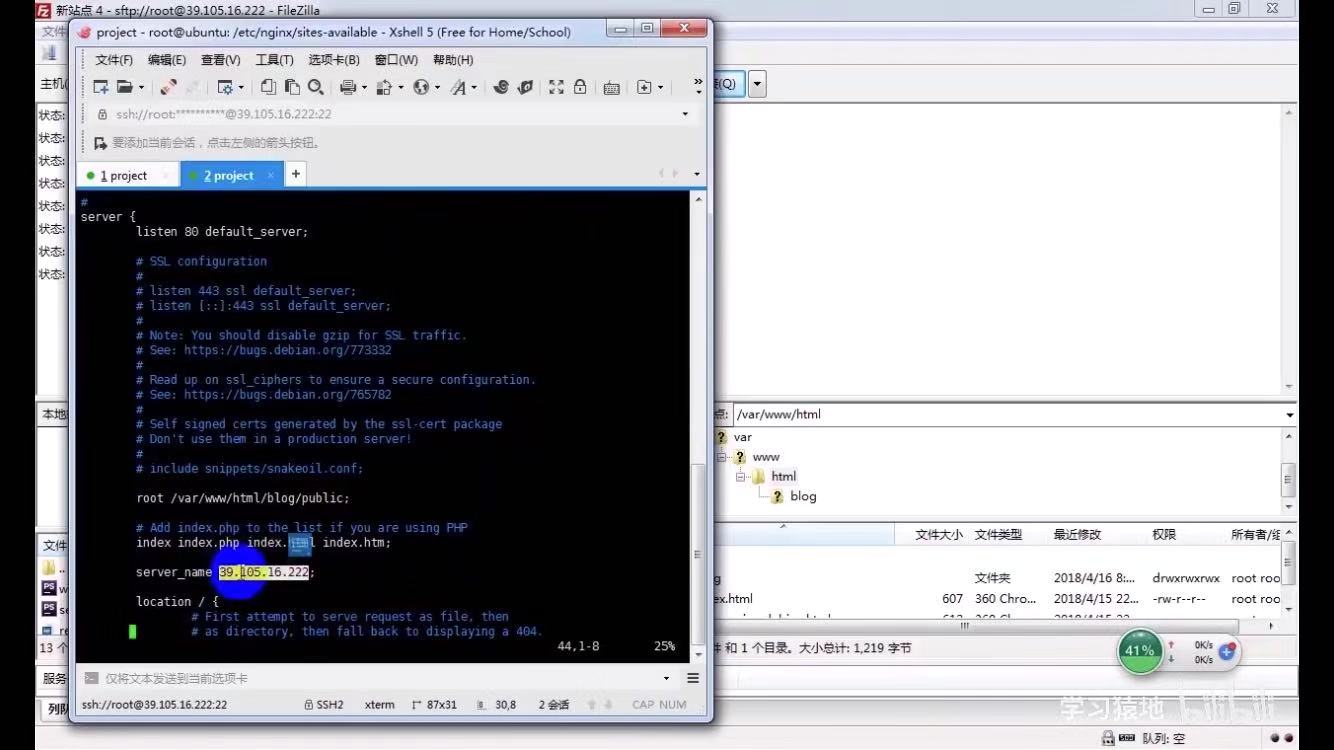 新站点 4 - sftp://root@39.105.16.222 - FileZilla
project - root@ubuntu: /etc/nginx/sites-available - Xshell 5 (Free for Home/School)
文件(F) 编辑(E) 查看(V) 工具(T) 选项卡(B) 窗口(W) 帮助(H)
主机(
(Q)
ssh://root:**********@39.105.16.222:22
要添加当前会话，点击左侧的箭头按钮。
1 project
2 project
状态:
状态:
状态:
状态:
状态:
状态:
状态:
状态:
#
server {
listen 80 default_server;
# SSL configuration
#
# listen 443 ssl default_server;
# listen [::]:443 ssl default_server;
#
# Note: You should disable gzip for SSL traffic.
# See: https://bugs.debian.org/773332
#
# Read up on ssl_ciphers to ensure a secure configuration.
# See: https://bugs.debian.org/765782
#
# Self signed certs generated by the ssl-cert package
# Don't use them in a production server!
#
# include snippets/snakeoil.conf;
root /var/www/html/blog/public;
# Add index.php to the list if you are using PHP
index index.php index.html index.htm;
server_name 39.105.16.222;
location / {
# First attempt to serve request as file, then
# as directory, then fall back to displaying a 404.
44,1-8 25%
仅将文本发送到当前选项卡
ssh://root@39.105.16.222:22 SSH2 xterm 87x31 30,8 2 会话 CAP NUM
点: /var/www/html
var
www
html
blog
文件大小 文件类型 最近修改 权限 所有者/组
文件夹 2018/4/16 8:... drwxrwxrwx root root
ex.html 607 360 Chro... 2018/4/15 22... -rw-r--r-- root root
件 和 1 个目录。大小总计: 1,219 字节
13 个
41%
0K/s
0K/s
学习猿地 bilibili
队列: 空